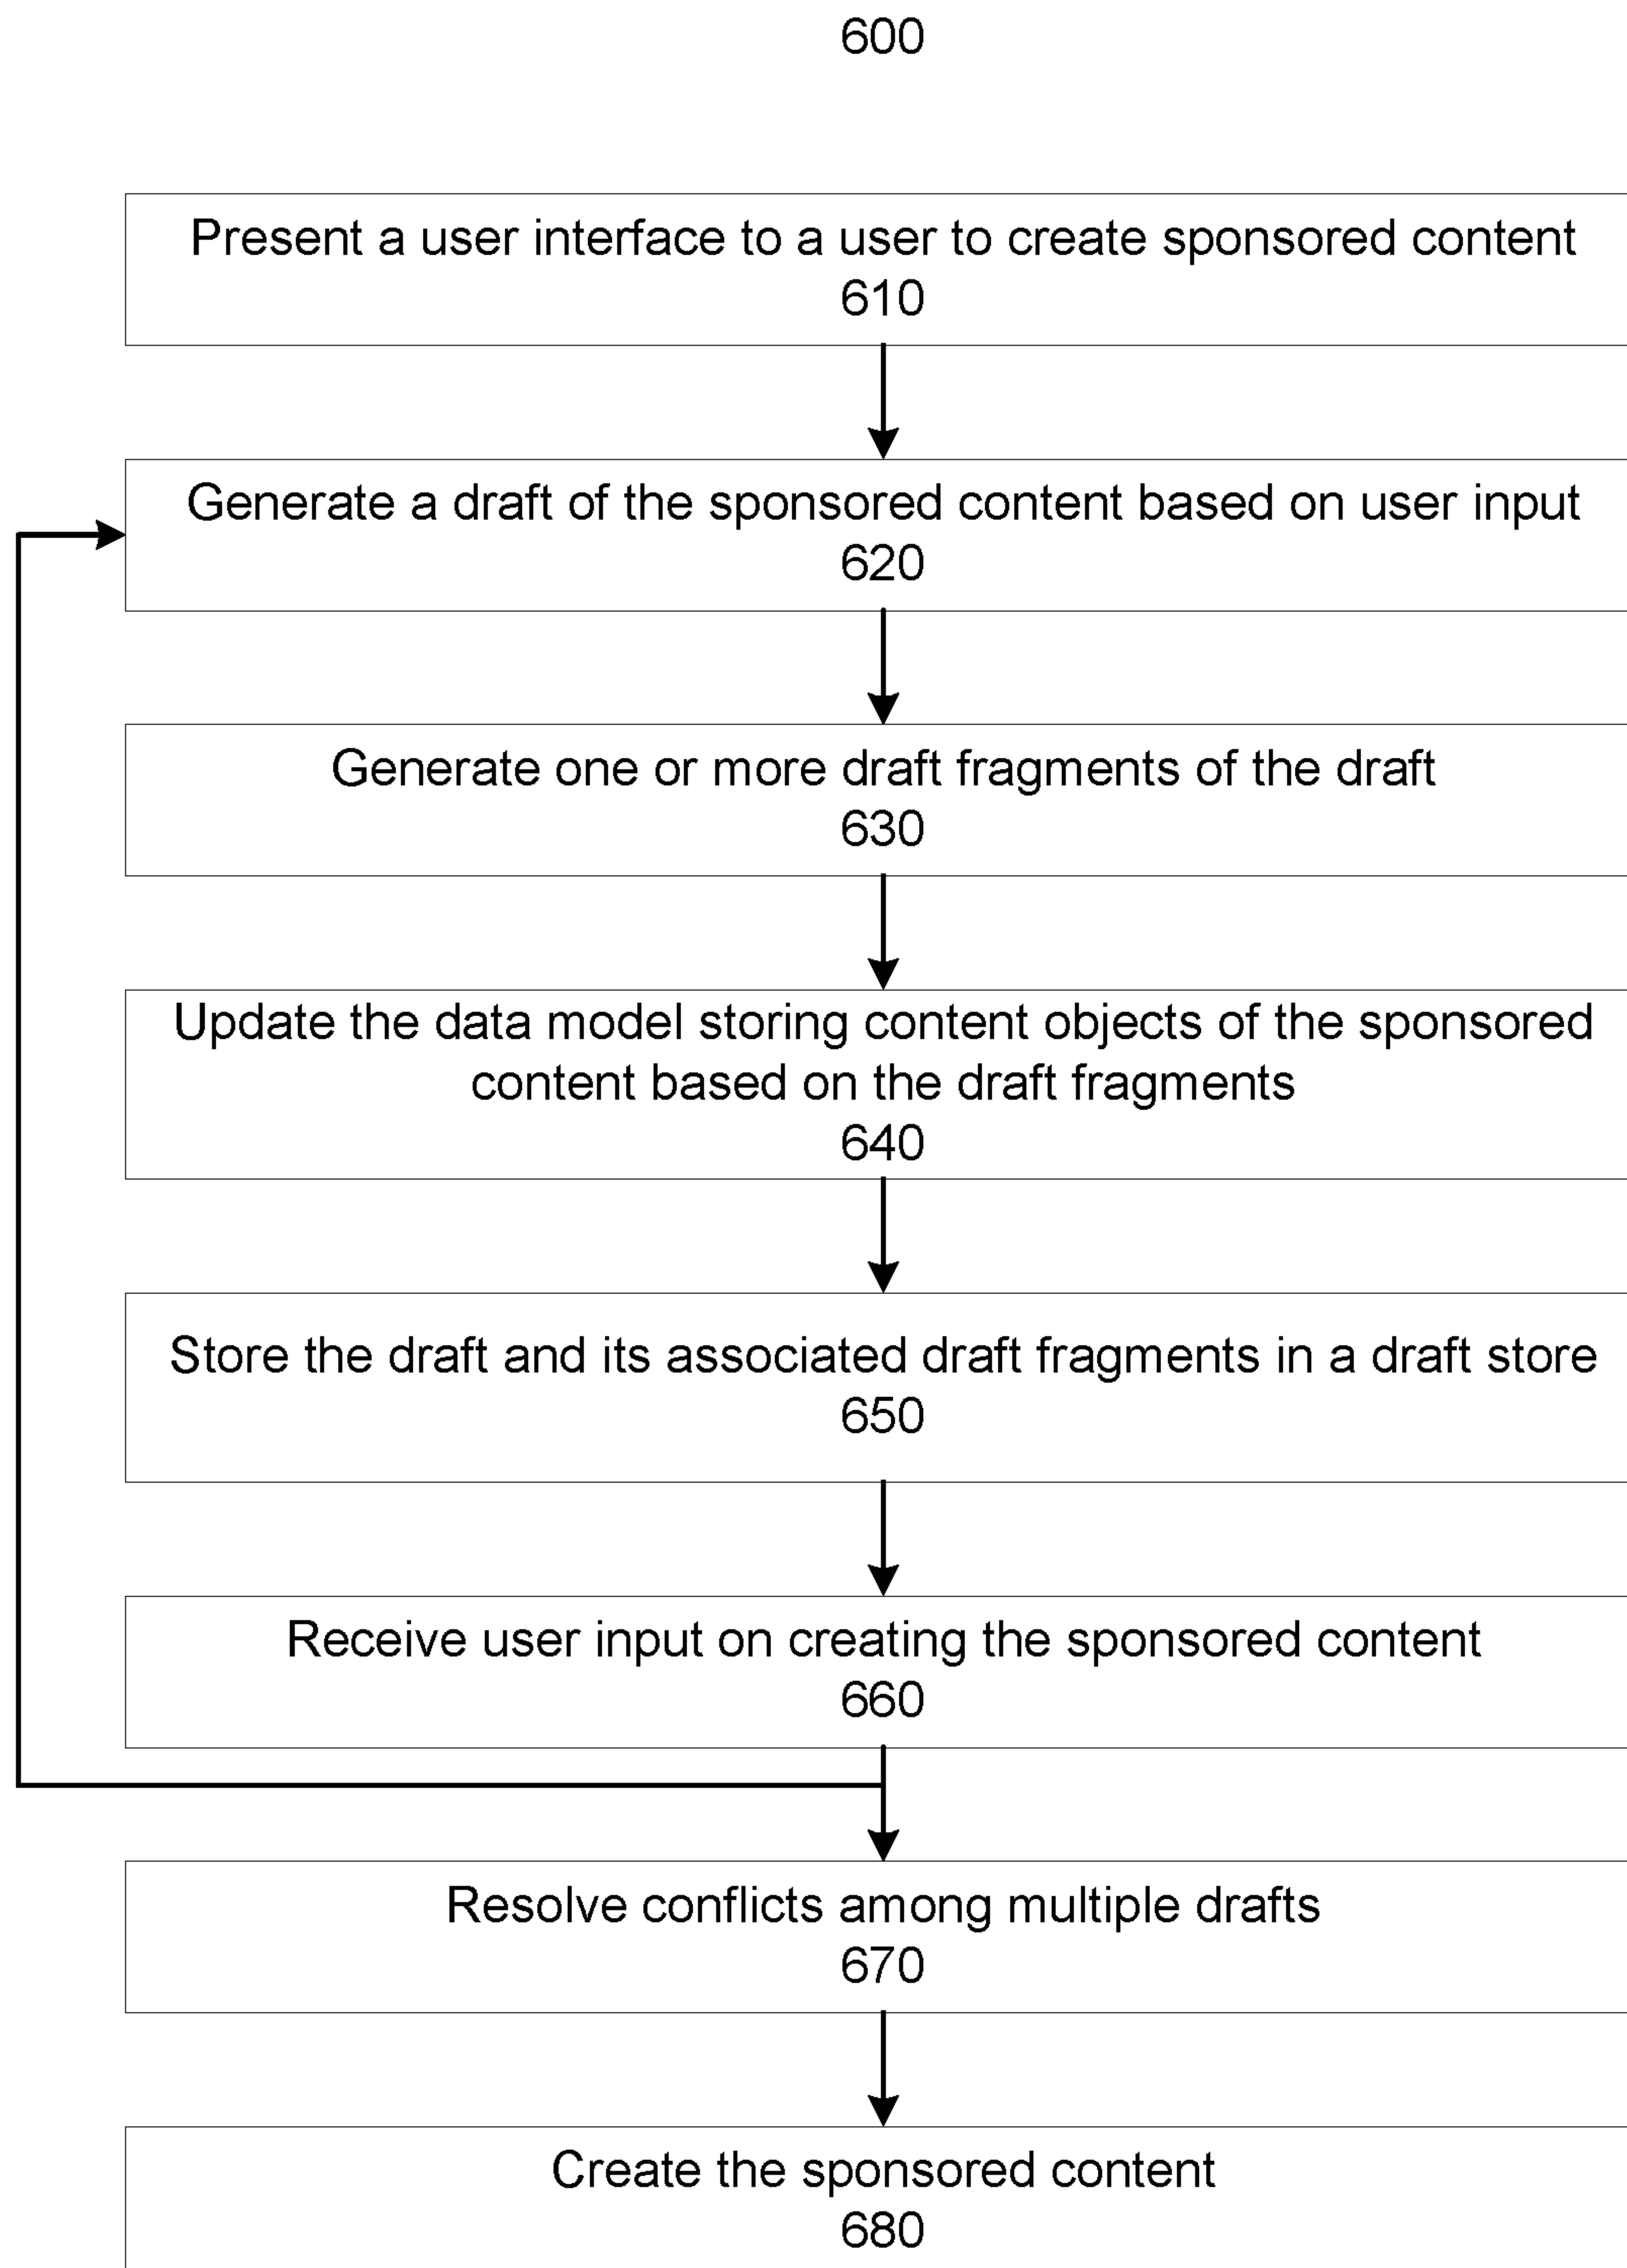 600
Present a user interface to a user to create sponsored content
610
Generate a draft of the sponsored content based on user input
620
Generate one or more draft fragments of the draft
630
Update the data model storing content objects of the sponsored
content based on the draft fragments
640
Store the draft and its associated draft fragments in a draft store
650
Receive user input on creating the sponsored content
660
Resolve conflicts among multiple drafts
670
Create the sponsored content
680